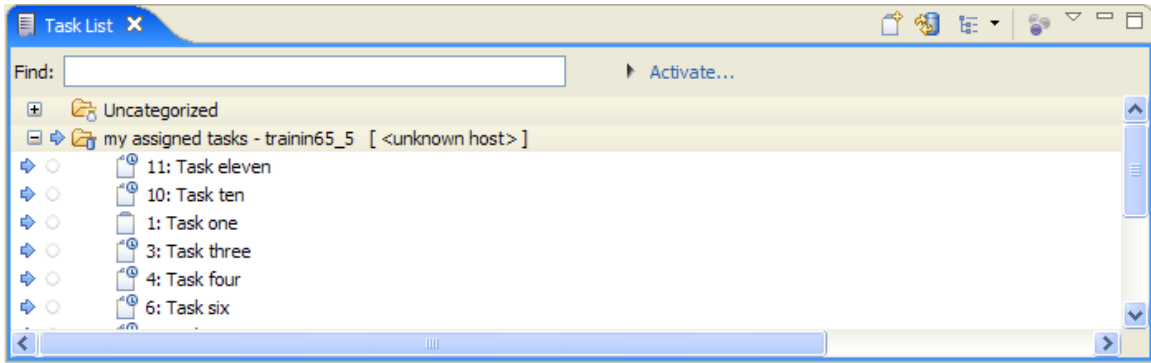 Task List
Find: Activate...
Uncategorized
my assigned tasks - trainin65_5 [ <unknown host> ]
11: Task eleven
10: Task ten
1: Task one
3: Task three
4: Task four
6: Task six